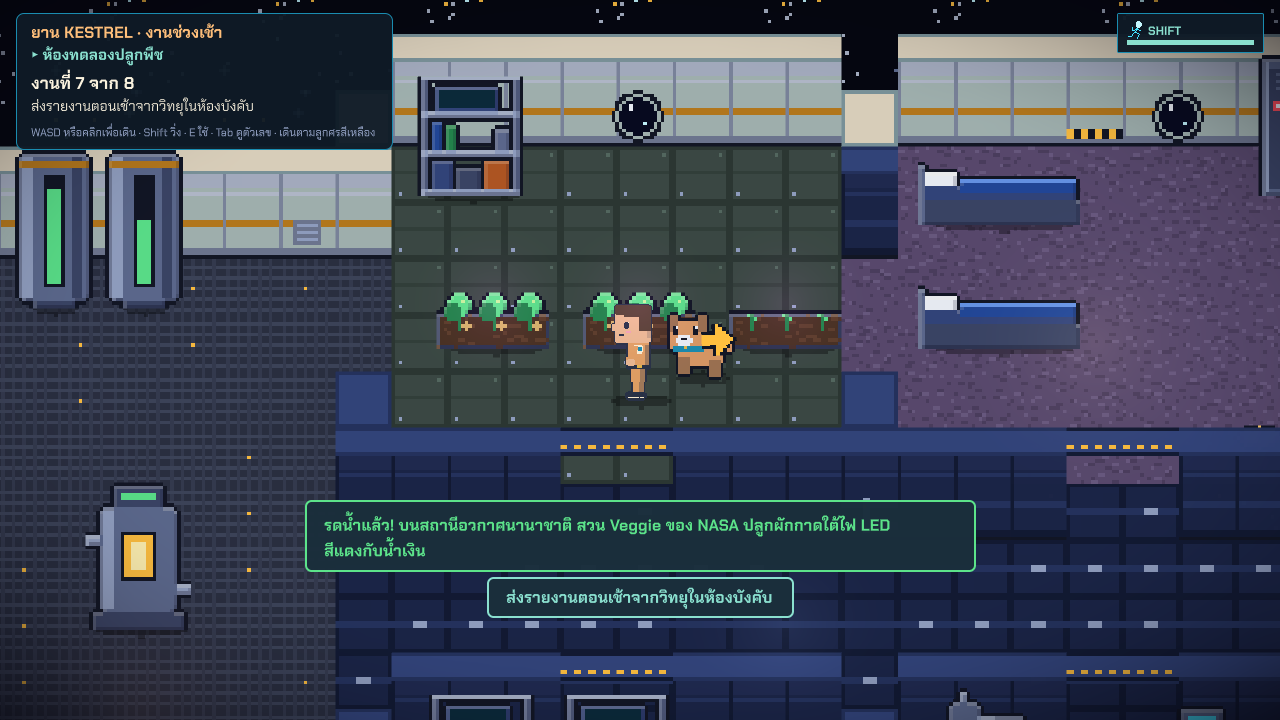 ยาน KESTREL · งานช่วงเช้า
▸ ห้องทดลองปลูกพืช
งานที่ 7 จาก 8
ส่งรายงานตอนเช้าจากวิทยุในห้องบังคับ
WASD หรือคลิกเพื่อเดิน · Shift วิ่ง · E ใช้ · Tab ดูตัวเลข · เดินตามลูกศรสีเหลือง
SHIFT
รดน้ำแล้ว! บนสถานีอวกาศนานาชาติ สวน Veggie ของ NASA ปลูกผักกาดใต้ไฟ LED
สีแดงกับน้ำเงิน
ส่งรายงานตอนเช้าจากวิทยุในห้องบังคับ